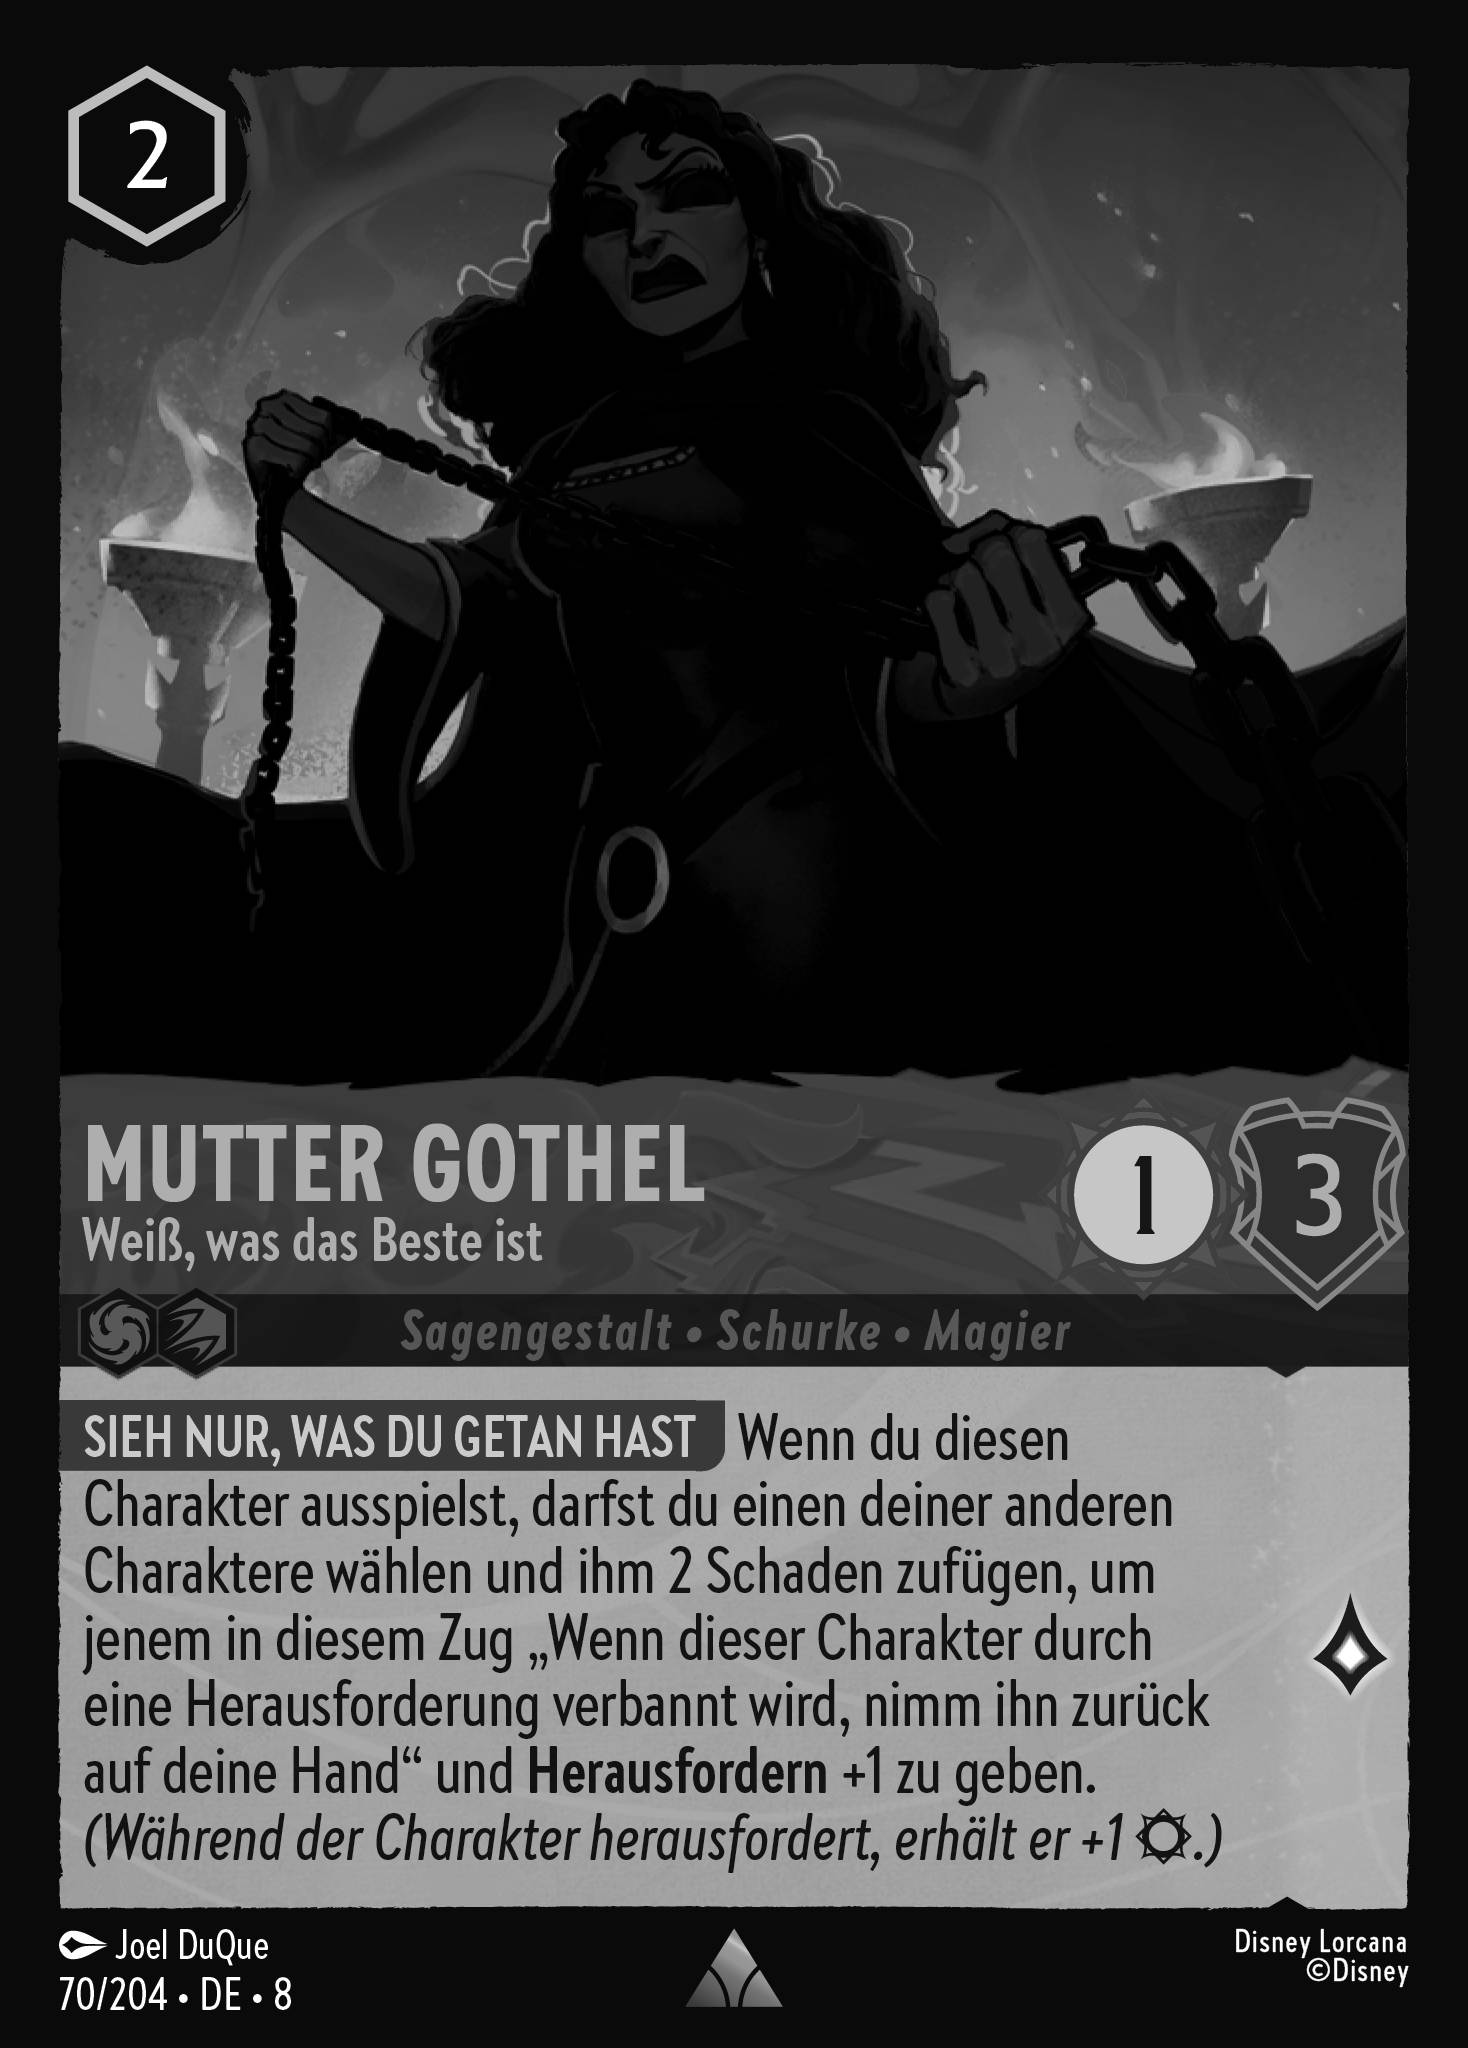 2
MUTTER GOTHEL
Weiß, was das Beste ist
1
3
Sagengestalt • Schurke • Magier
SIEH NUR, WAS DU GETAN HAST Wenn du diesen
Charakter ausspielst, darfst du einen deiner anderen
Charaktere wählen und ihm 2 Schaden zufügen, um
jenem in diesem Zug „Wenn dieser Charakter durch
eine Herausforderung verbannt wird, nimm ihn zurück
auf deine Hand“ und Herausfordern +1 zu geben.
(Während der Charakter herausfordert, erhält er +1 .)
Joel DuQue
70/204 • DE • 8
Disney Lorcana
©Disney